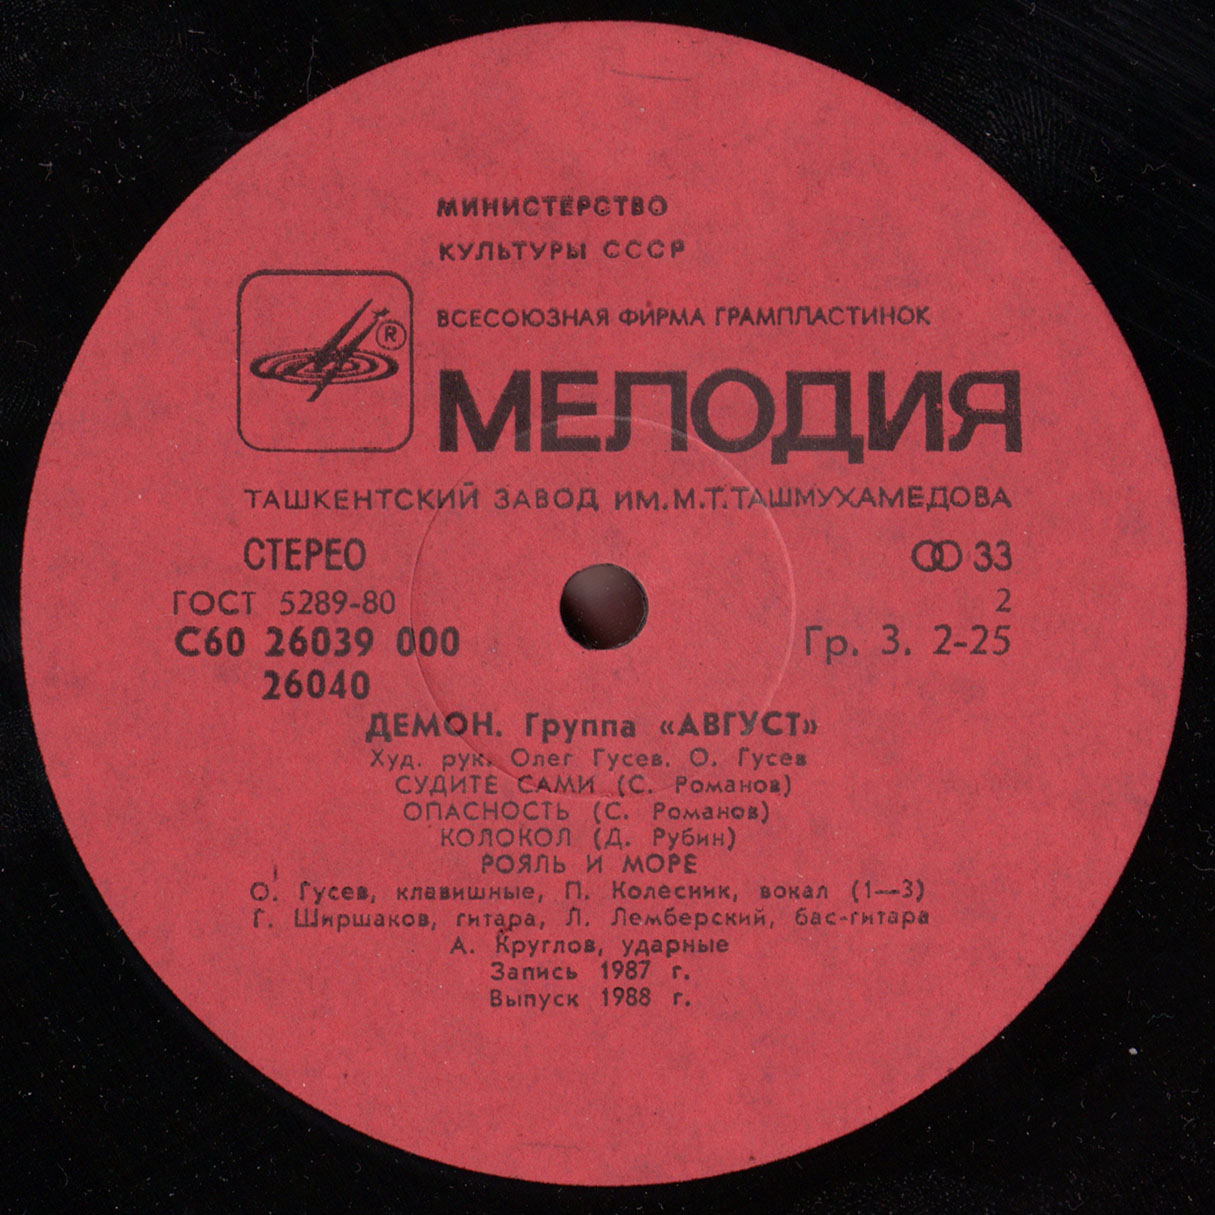 МИНИСТЕРСТВО
КУЛЬТУРЫ СССР
ВСЕСОЮЗНАЯ ФИРМА ГРАМПЛАСТИНОК
R
МЕЛОДИЯ
ТАШКЕНТСКИЙ ЗАВОД ИМ.М.Т.ТАШМУХАМЕДОВА
СТЕРЕО 33
ГОСТ 5289-80 2
С60 26039 000 Гр. 3. 2-25
26040
ДЕМОН. Группа «АВГУСТ»
Худ. рук. Олег Гусев. О. Гусев
СУДИТЕ САМИ (С. Романов)
ОПАСНОСТЬ (С. Романов)
КОЛОКОЛ (Д. Рубин)
РОЯЛЬ И МОРЕ
О. Гусев, клавишные, П. Колесник, вокал (1—3)
Г. Ширшаков, гитара, Л. Лемберский, бас-гитара
А. Круглов, ударные
Запись 1987 г.
Выпуск 1988 г.